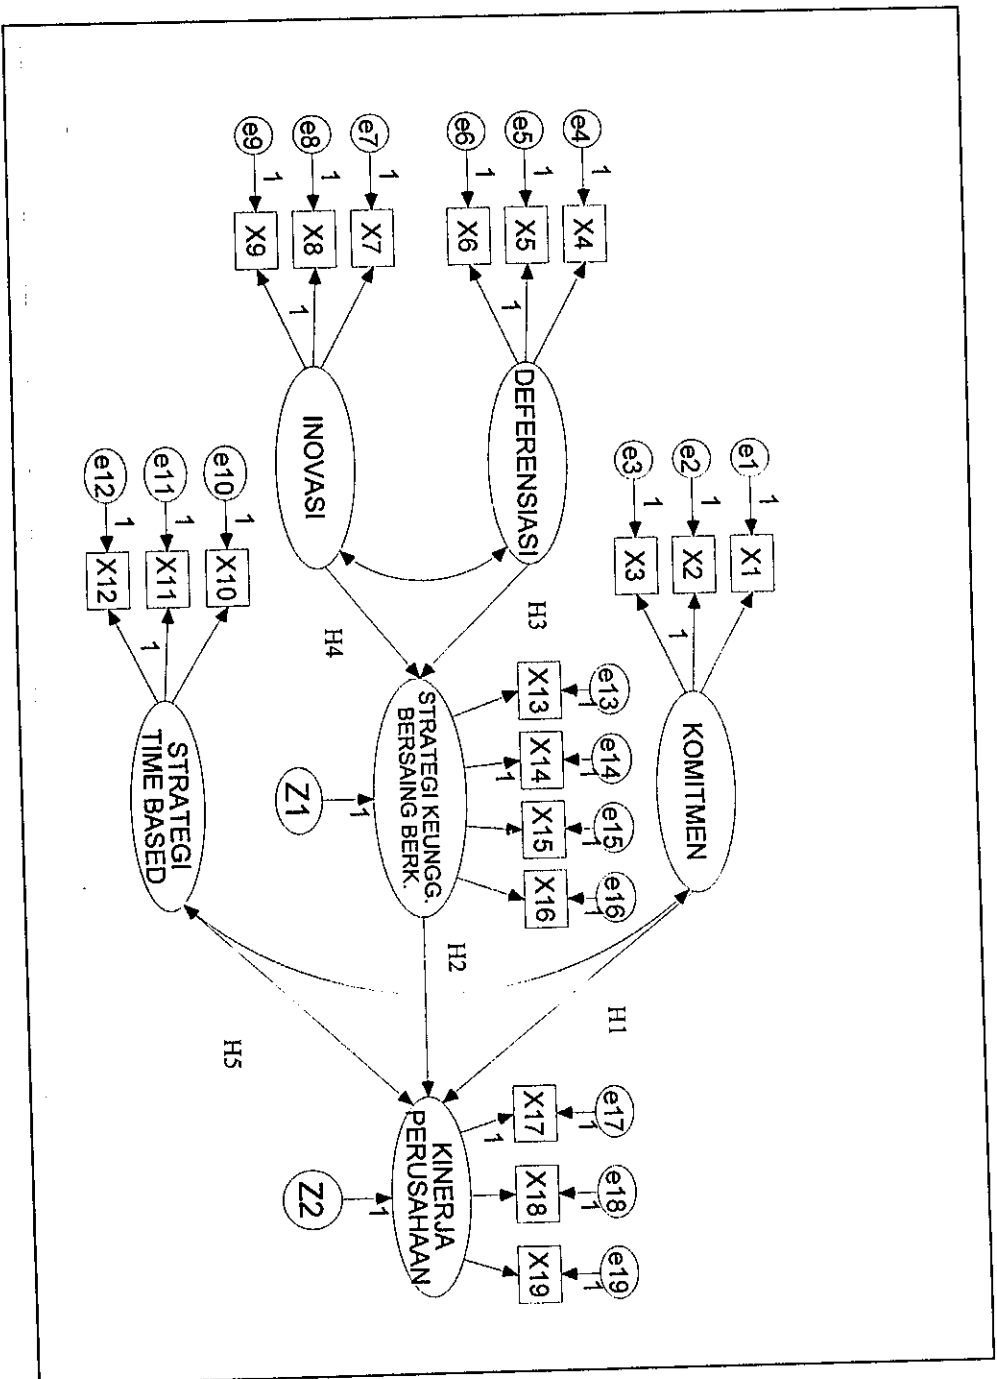 e1
1
X1
e2
1
X2
1
e3
1
X3
KOMITMEN
H1
e4
1
X4
e5
1
X5
1
e6
1
X6
DEFERENSIASI
H3
e13
1
X13
e14
1
X14
1
e15
1
X15
e16
1
X16
STRATEGI KEUNGG.
BERSAING BERK.
H2
1
Z1
e17
1
X17
1
e18
1
X18
e19
1
X19
KINERJA
PERUSAHAAN
1
Z2
e7
1
X7
e8
1
X8
1
e9
1
X9
INOVASI
H4
e10
1
X10
e11
1
X11
1
e12
1
X12
STRATEGI
TIME BASED
H5